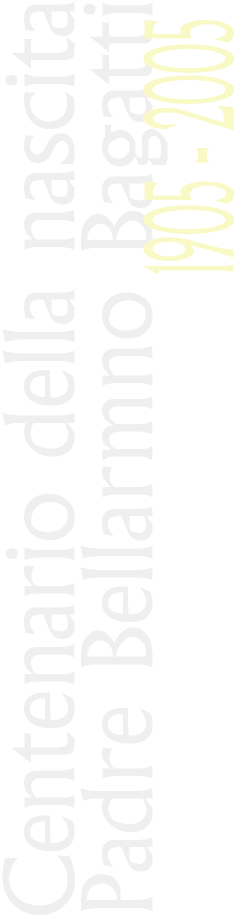 Centenario della nascita
Padre Bellarmno Bagatti
1905 - 2005